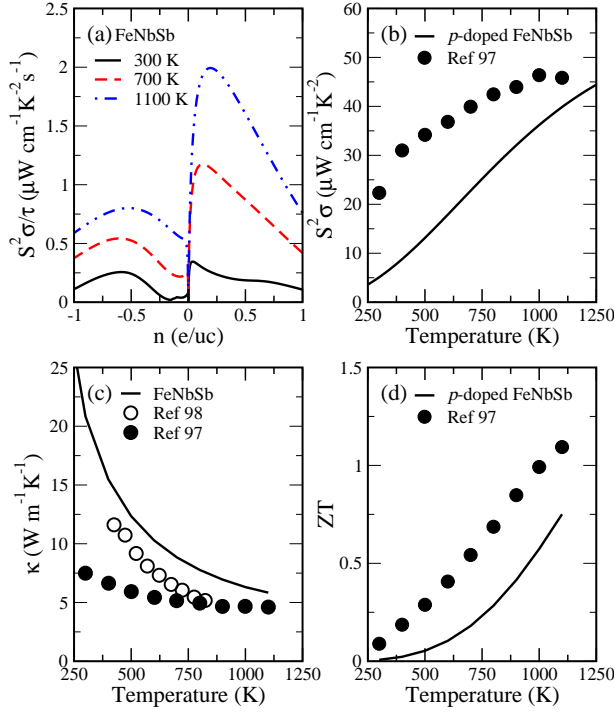 (a) FeNbSb
300 K
700 K
1100 K
S²σ/τ (μW cm⁻¹K⁻²s⁻¹)
2.5
2
1.5
1
0.5
0
-1 -0.5 0 0.5 1
n (e/uc)
(b) p-doped FeNbSb
Ref 97
S²σ (μW cm⁻¹K⁻²)
60
50
40
30
20
10
0
250 500 750 1000 1250
Temperature (K)
(c) FeNbSb
Ref 98
Ref 97
κ (W m⁻¹K⁻¹)
25
20
15
10
5
0
250 500 750 1000 1250
Temperature (K)
(d) p-doped FeNbSb
Ref 97
ZT
1.5
1
0.5
0
250 500 750 1000 1250
Temperature (K)